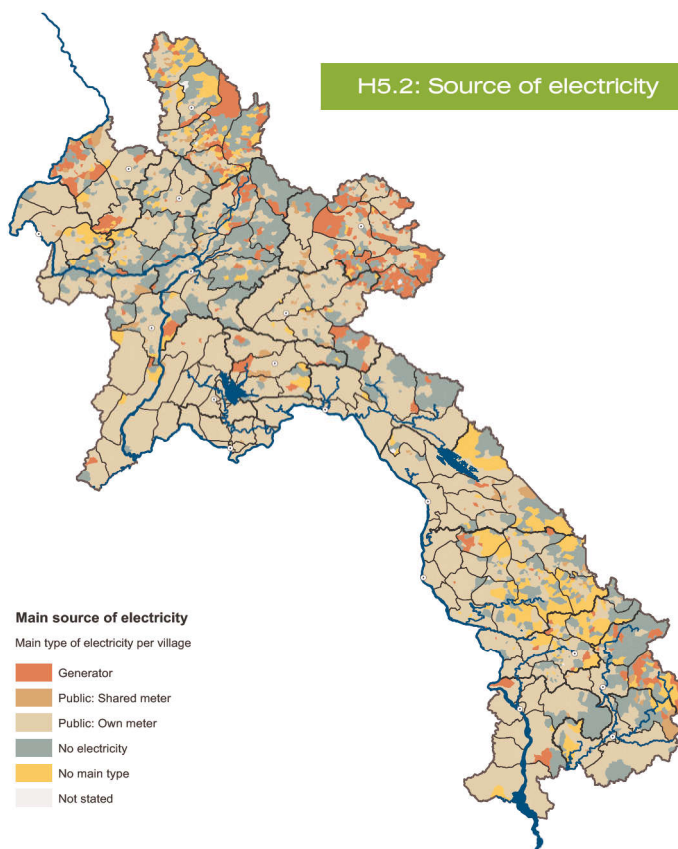 H5.2: Source of electricity
Main source of electricity
Main type of electricity per village
Generator
Public: Shared meter
Public: Own meter
No electricity
No main type
Not stated